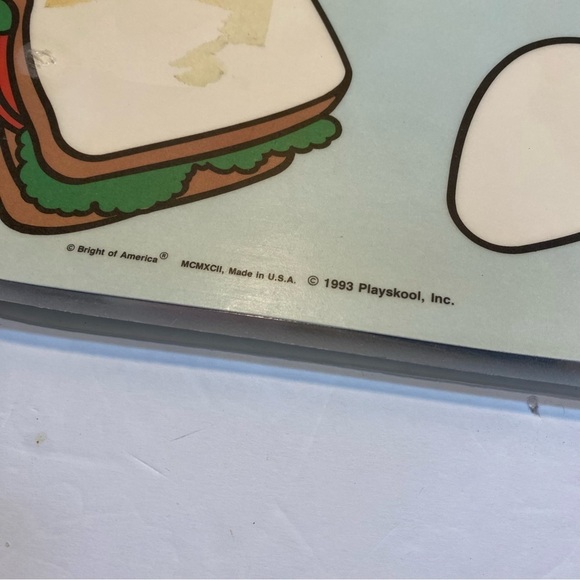 © Bright of America® MCMXCII, Made in U.S.A. © 1993 Playskool, Inc.